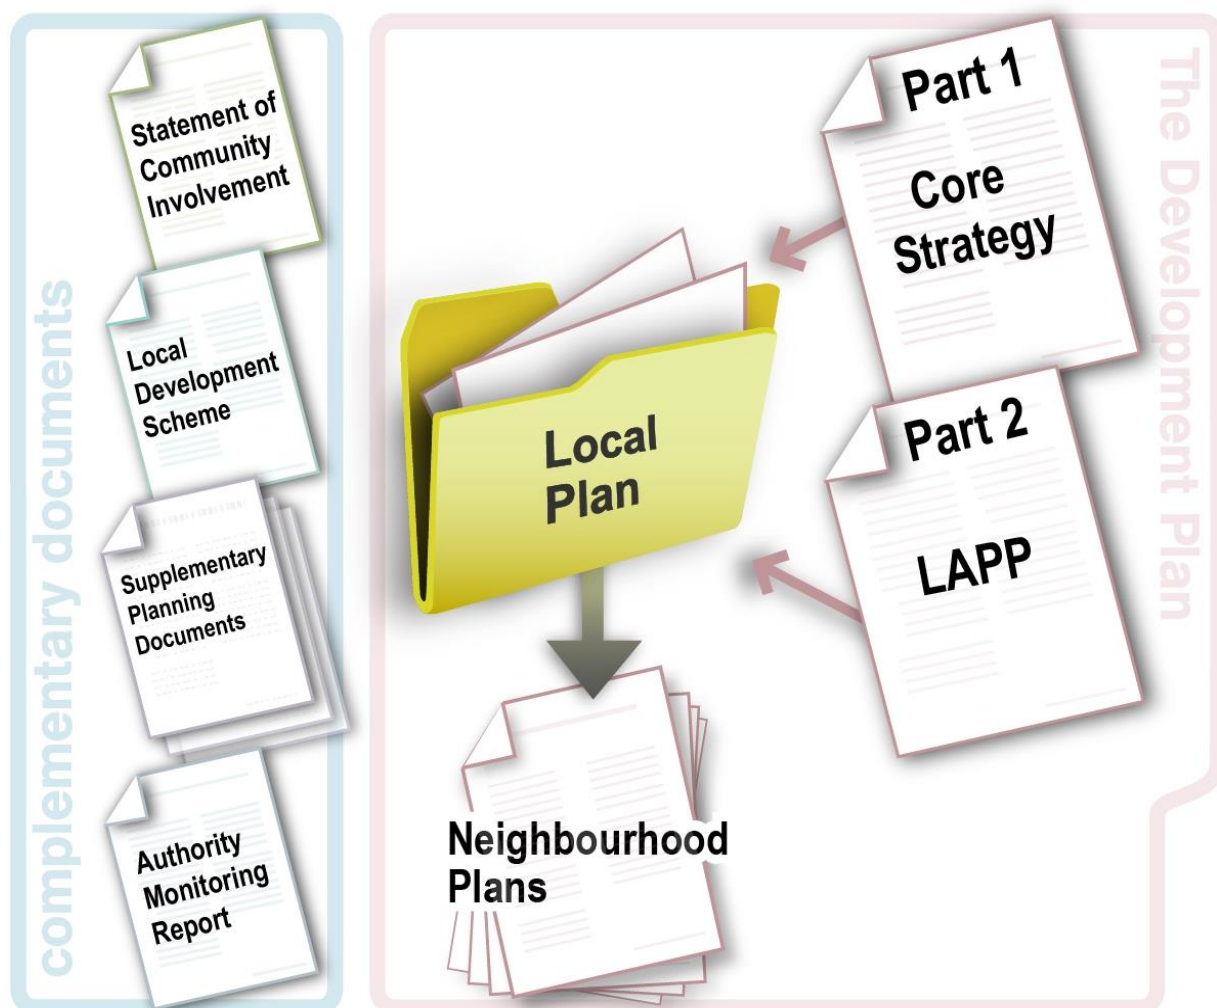 complementary documents
Statement of
Community
Involvement
Local
Development
Scheme
Supplementary
Planning
Documents
Authority
Monitoring
Report
The Development Plan
Part 1
Core
Strategy
Part 2
LAPP
Local
Plan
Neighbourhood
Plans